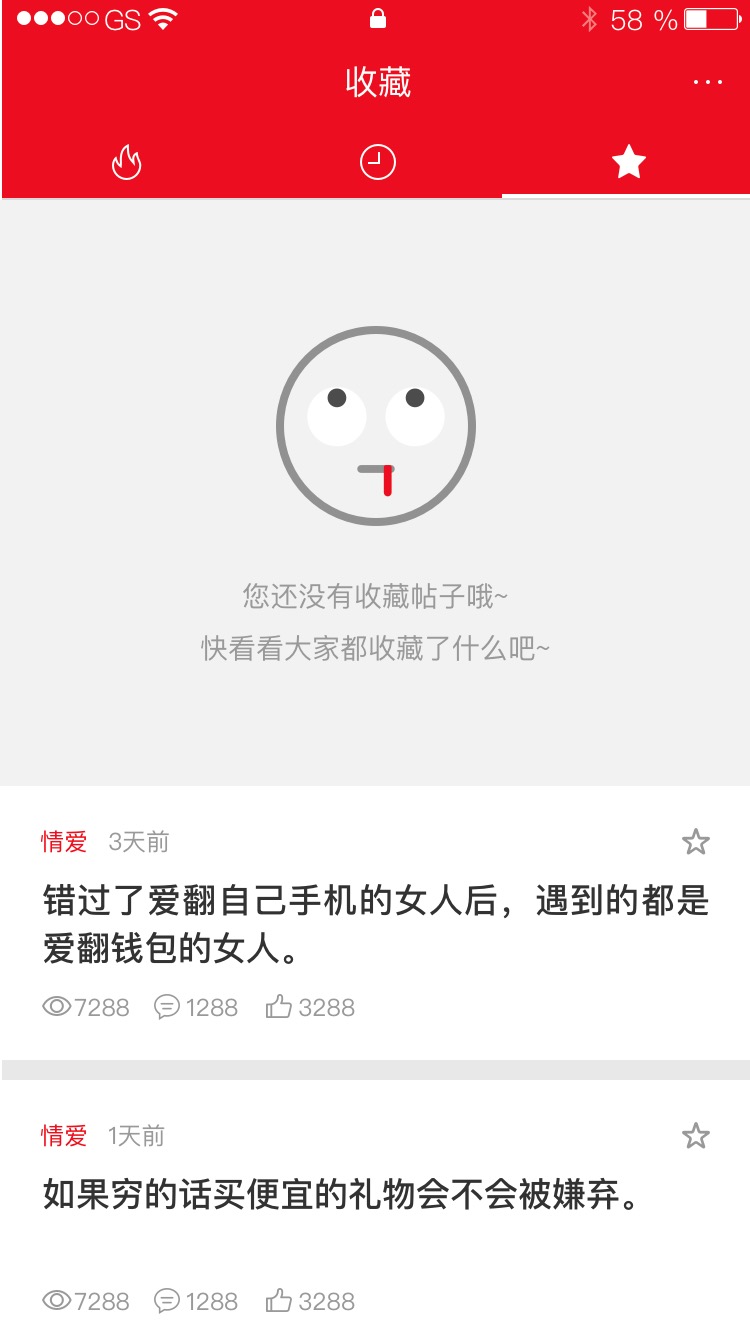 GS 58 %
收藏
您还没有收藏帖子哦~
快看看大家都收藏了什么吧~
情爱 3天前
错过了爱翻自己手机的女人后，遇到的都是
爱翻钱包的女人。
7288 1288 3288
情爱 1天前
如果穷的话买便宜的礼物会不会被嫌弃。
7288 1288 3288